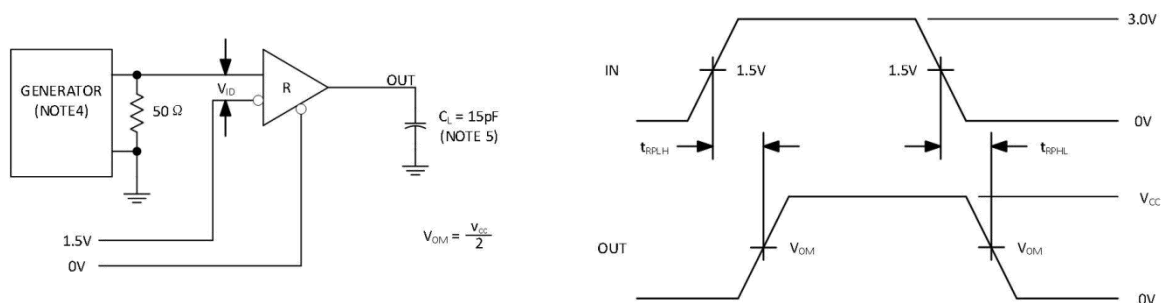 GENERATOR
(NOTE4)
50 Ω
V_ID
R
OUT
C_L = 15pF
(NOTE 5)
1.5V
0V
V_OM = V_CC/2
IN
3.0V
1.5V
1.5V
0V
t_RPLH
t_RPHL
V_CC
OUT
V_OM
V_OM
0V